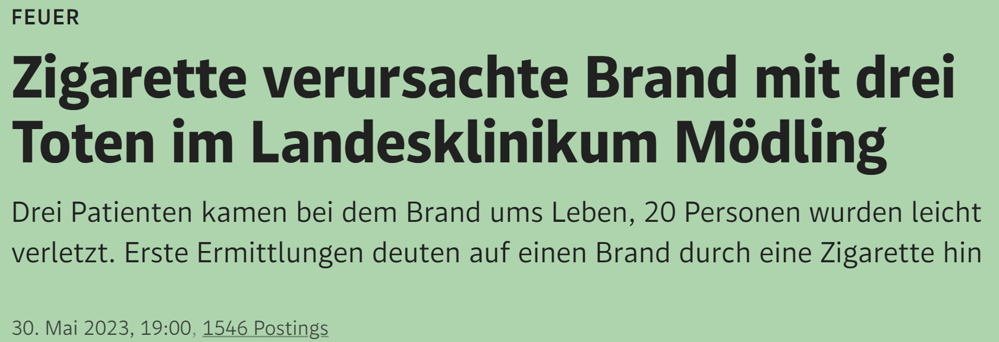 FEUER
Zigarette verursachte Brand mit drei
Toten im Landesklinikum Mödling
Drei Patienten kamen bei dem Brand ums Leben, 20 Personen wurden leicht
verletzt. Erste Ermittlungen deuten auf einen Brand durch eine Zigarette hin
30. Mai 2023, 19:00, 1546 Postings